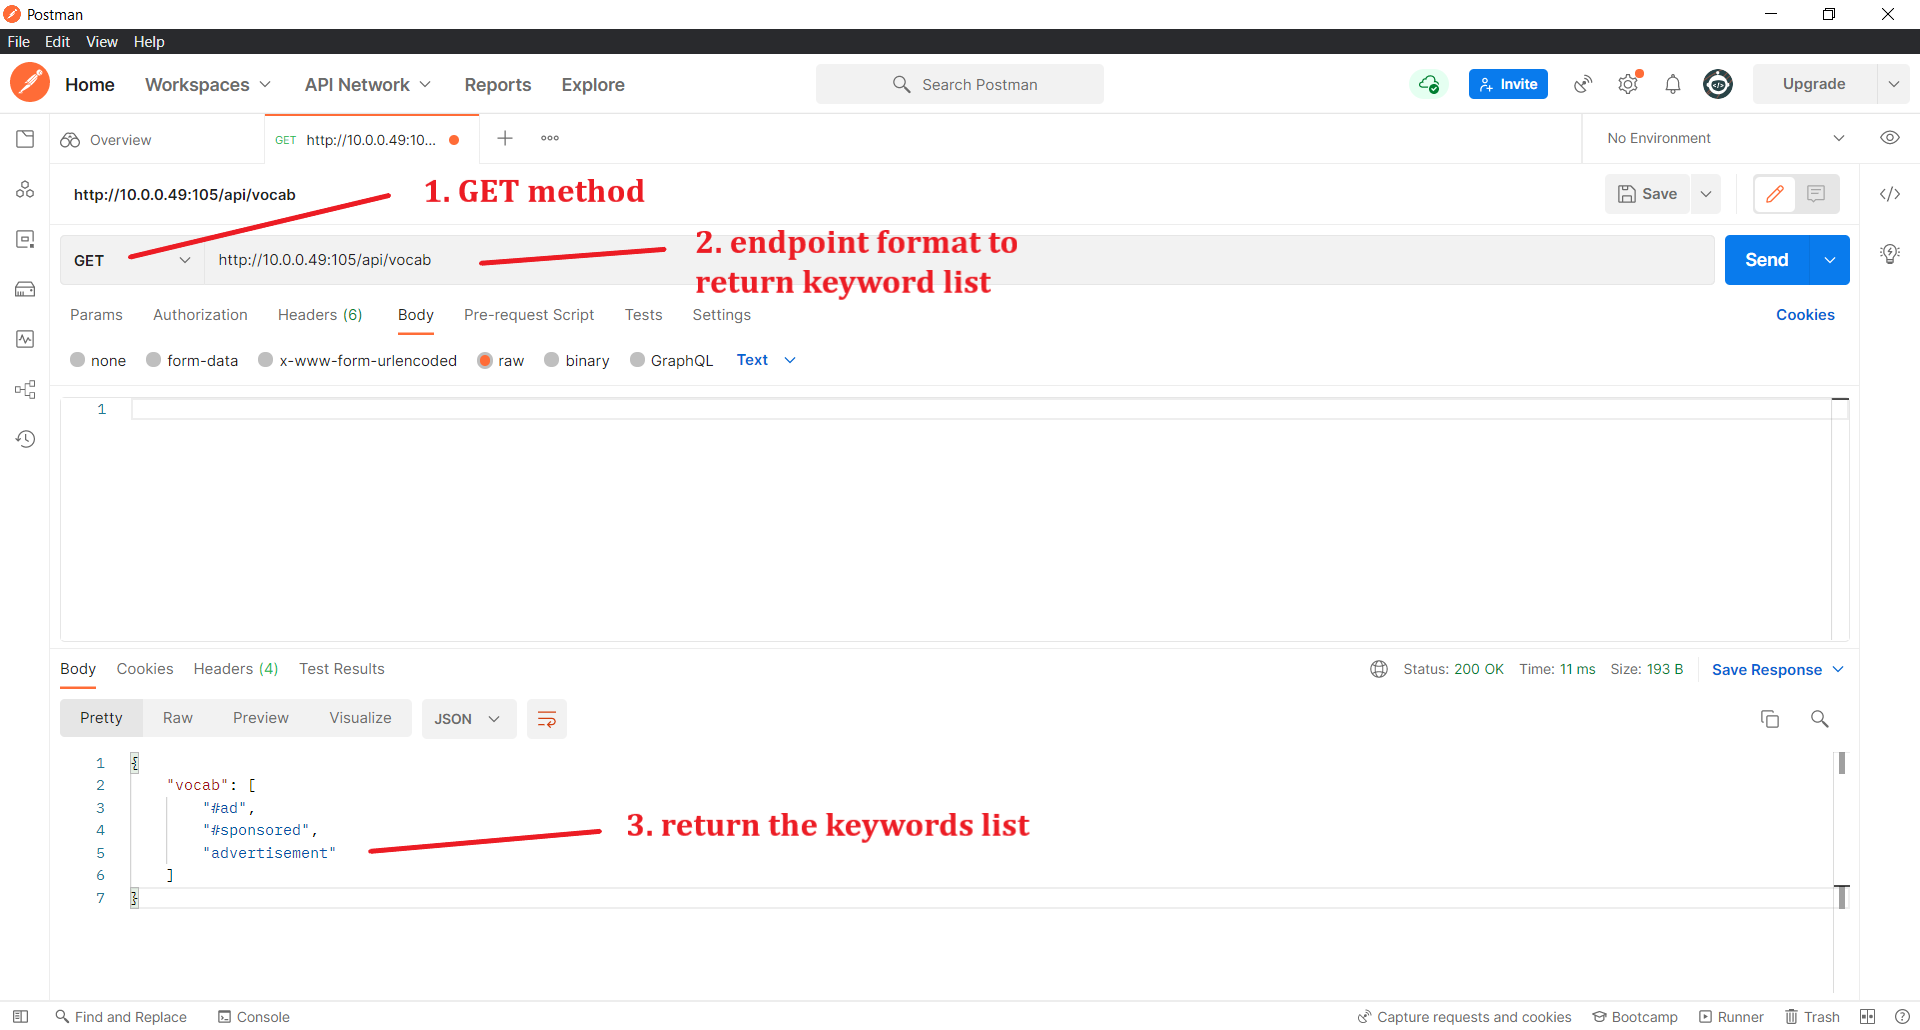 Postman
File Edit View Help
Home Workspaces API Network Reports Explore Search Postman Invite Upgrade
Overview GET http://10.0.0.49:10... No Environment
http://10.0.0.49:105/api/vocab 1. GET method Save
GET http://10.0.0.49:105/api/vocab 2. endpoint format to Send
return keyword list
Params Authorization Headers (6) Body Pre-request Script Tests Settings Cookies
none form-data x-www-form-urlencoded raw binary GraphQL Text
1
Body Cookies Headers (4) Test Results Status: 200 OK Time: 11 ms Size: 193 B Save Response
Pretty Raw Preview Visualize JSON
1 {
2 "vocab": [
3 "#ad",
4 "#sponsored", 3. return the keywords list
5 "advertisement"
6 ]
7 }
Find and Replace Console Capture requests and cookies Bootcamp Runner Trash